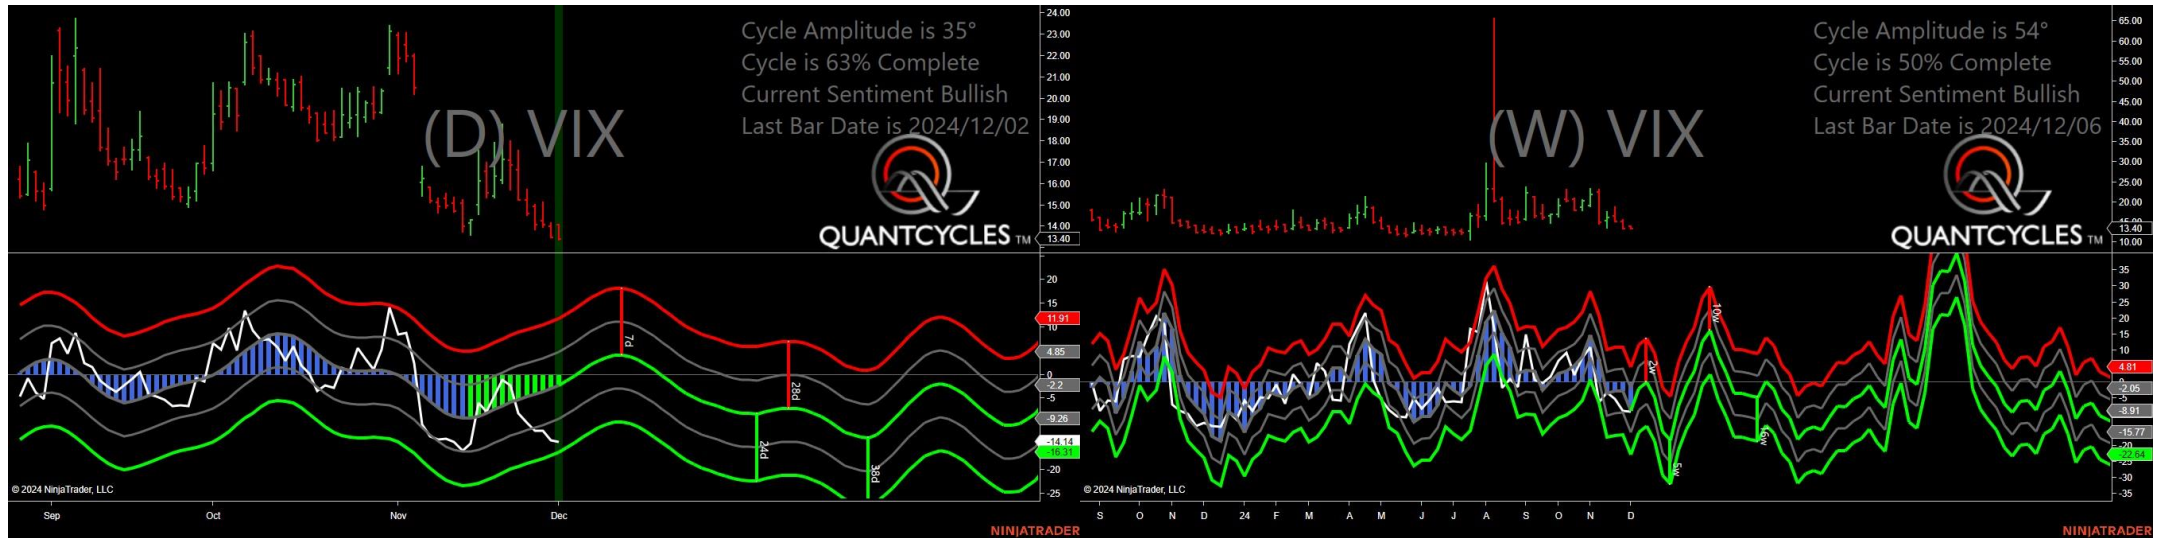 Cycle Amplitude is 35°
Cycle is 63% Complete
Current Sentiment Bullish
Last Bar Date is 2024/12/02
(D) VIX
QUANTCYCLES TM
24.00
23.00
22.00
21.00
20.00
19.00
18.00
17.00
16.00
15.00
14.00
13.40
20
15
11.91
10
4.85
0
-2.2
-5
-9.26
-14.14
-16.31
-20
-25
7d
28d
24d
38d
© 2024 NinjaTrader, LLC
Sep
Oct
Nov
Dec
NINJATRADER
Cycle Amplitude is 54°
Cycle is 50% Complete
Current Sentiment Bullish
Last Bar Date is 2024/12/06
(W) VIX
QUANTCYCLES TM
65.00
60.00
55.00
50.00
45.00
40.00
35.00
30.00
25.00
20.00
15.00
13.40
10.00
35
30
25
20
15
10
4.81
-2.05
-5
-8.91
-15.77
-20
-22.64
-25
-30
-35
10w
2w
5w
© 2024 NinjaTrader, LLC
S O N D 24 F M A M J J A S O N D
NINJATRADER